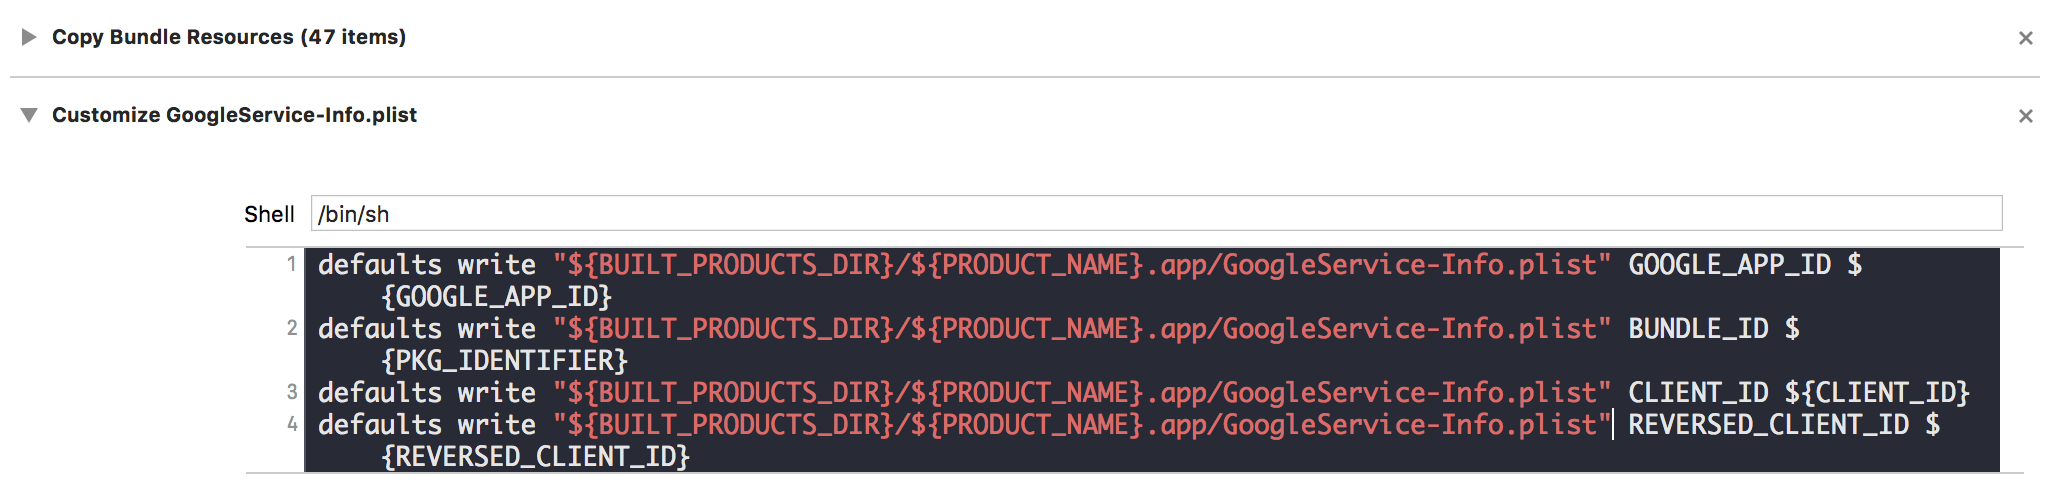 Copy Bundle Resources (47 items)
Customize GoogleService-Info.plist
Shell /bin/sh
1 defaults write "${BUILT_PRODUCTS_DIR}/${PRODUCT_NAME}.app/GoogleService-Info.plist" GOOGLE_APP_ID $
{GOOGLE_APP_ID}
2 defaults write "${BUILT_PRODUCTS_DIR}/${PRODUCT_NAME}.app/GoogleService-Info.plist" BUNDLE_ID $
{PKG_IDENTIFIER}
3 defaults write "${BUILT_PRODUCTS_DIR}/${PRODUCT_NAME}.app/GoogleService-Info.plist" CLIENT_ID ${CLIENT_ID}
4 defaults write "${BUILT_PRODUCTS_DIR}/${PRODUCT_NAME}.app/GoogleService-Info.plist" REVERSED_CLIENT_ID $
{REVERSED_CLIENT_ID}